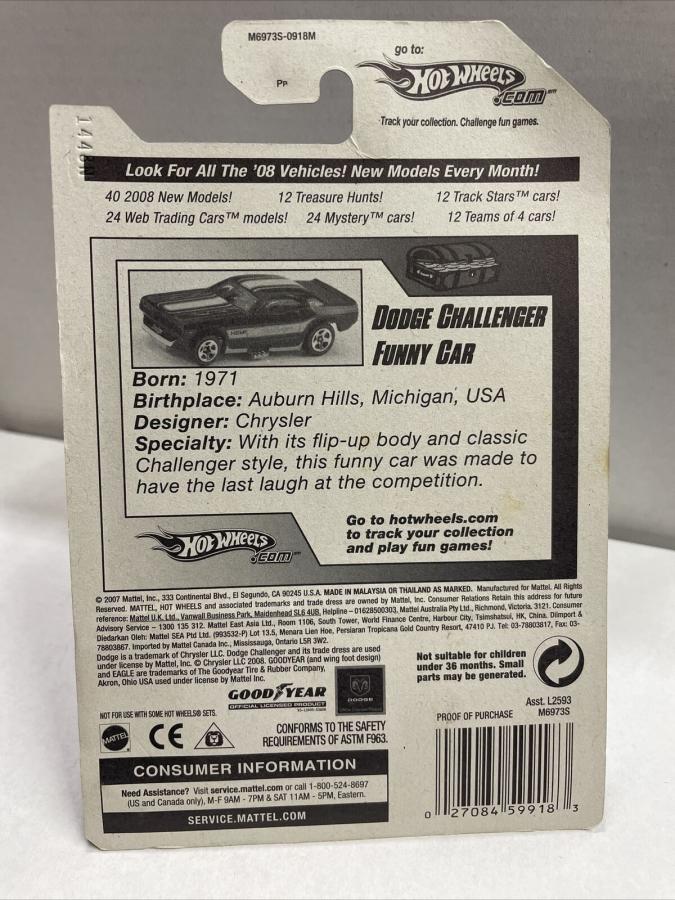 M6973S-0918M
go to:
HOT WHEELS
.COM™
PP
Track your collection. Challenge fun games.
1448N
Look For All The '08 Vehicles! New Models Every Month!
40 2008 New Models! 12 Treasure Hunts! 12 Track Stars™ cars!
24 Web Trading Cars™ models! 24 Mystery™ cars! 12 Teams of 4 cars!
HEMI
DODGE CHALLENGER
FUNNY CAR
Born: 1971
Birthplace: Auburn Hills, Michigan, USA
Designer: Chrysler
Specialty: With its flip-up body and classic
Challenger style, this funny car was made to
have the last laugh at the competition.
HOT WHEELS
.COM™
Go to hotwheels.com
to track your collection
and play fun games!
© 2007 Mattel, Inc., 333 Continental Blvd., El Segundo, CA 90245 U.S.A. MADE IN MALAYSIA OR THAILAND AS MARKED. Manufactured for Mattel. All Rights
Reserved. MATTEL, HOT WHEELS and associated trademarks and trade dress are owned by Mattel, Inc. Consumer Relations Retain this address for future
reference: Mattel U.K. Ltd., Vanwall Business Park, Maidenhead SL6 4UB. Helpline – 01628500303, Mattel Australia Pty Ltd., Richmond, Victoria. 3121. Consumer
Advisory Service – 1300 135 312. Mattel East Asia Ltd., Room 1106, South Tower, World Finance Centre, Harbour City, Tsimshatsui, HK, China. Diimport &
Diedarkan Oleh: Mattel SEA Ptd Ltd. (993532-P) Lot 13.5, Menara Lien Hoe, Persiaran Tropicana Gold Country Resort, 47410 PJ. Tel: 03-78803817, Fax: 03-
78803867. Imported by Mattel Canada Inc., Mississauga, Ontario L5R 3W2.
Dodge is a trademark of Chrysler LLC. Dodge Challenger and its trade dress are used
under license by Mattel, Inc. © Chrysler LLC 2008. GOODYEAR (and wing foot design)
and EAGLE are trademarks of The Goodyear Tire & Rubber Company,
Akron, Ohio USA used under license by Mattel Inc.
Not suitable for children
under 36 months. Small
parts may be generated.
GOODYEAR
OFFICIAL LICENSED PRODUCT
DODGE
Asst. L2593
M6973S
PROOF OF PURCHASE
NOT FOR USE WITH SOME HOT WHEELS® SETS.
MATTEL
CE
CONFORMS TO THE SAFETY
REQUIREMENTS OF ASTM F963.
CONSUMER INFORMATION
Need Assistance? Visit service.mattel.com or call 1-800-524-8697
(US and Canada only), M-F 9AM - 7PM & SAT 11AM - 5PM, Eastern.
SERVICE.MATTEL.COM
0 27084 59918 3